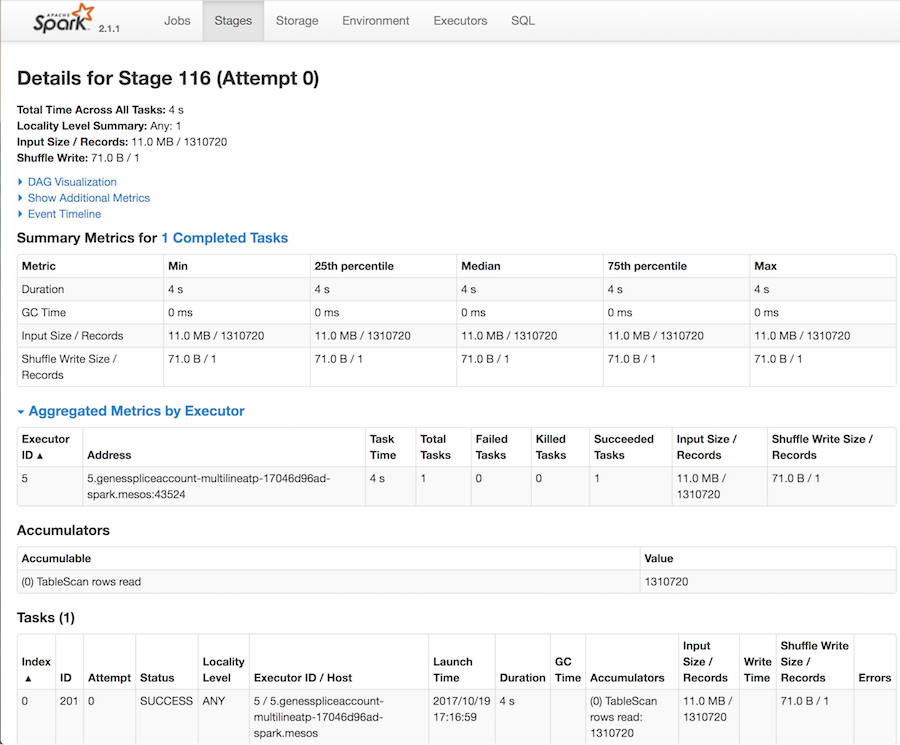 APACHE
Spark 2.1.1 Jobs Stages Storage Environment Executors SQL
Details for Stage 116 (Attempt 0)
Total Time Across All Tasks: 4 s
Locality Level Summary: Any: 1
Input Size / Records: 11.0 MB / 1310720
Shuffle Write: 71.0 B / 1
DAG Visualization
Show Additional Metrics
Event Timeline
Summary Metrics for 1 Completed Tasks
Metric Min 25th percentile Median 75th percentile Max
Duration 4 s 4 s 4 s 4 s 4 s
GC Time 0 ms 0 ms 0 ms 0 ms 0 ms
Input Size / Records 11.0 MB / 1310720 11.0 MB / 1310720 11.0 MB / 1310720 11.0 MB / 1310720 11.0 MB / 1310720
Shuffle Write Size / 71.0 B / 1 71.0 B / 1 71.0 B / 1 71.0 B / 1 71.0 B / 1
Records
Aggregated Metrics by Executor
Executor Task Total Failed Killed Succeeded Input Size / Shuffle Write Size /
ID ▲ Address Time Tasks Tasks Tasks Tasks Records Records
5 5.genesspliceaccount-multilineatp-17046d96ad- 4 s 1 0 0 1 11.0 MB / 71.0 B / 1
spark.mesos:43524 1310720
Accumulators
Accumulable Value
(0) TableScan rows read 1310720
Tasks (1)
Input Shuffle Write
Index Locality Launch GC Size / Write Size /
▲ ID Attempt Status Level Executor ID / Host Time Duration Time Accumulators Records Time Records Errors
0 201 0 SUCCESS ANY 5 / 5.genesspliceaccount- 2017/10/19 4 s (0) TableScan 11.0 MB / 71.0 B / 1
multilineatp-17046d96ad- 17:16:59 rows read: 1310720
spark.mesos 1310720